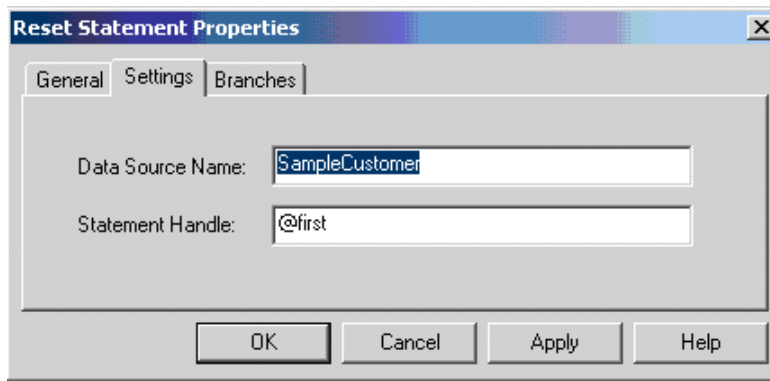 Reset Statement Properties
General Settings Branches
Data Source Name: SampleCustomer
Statement Handle: @first
OK Cancel Apply Help